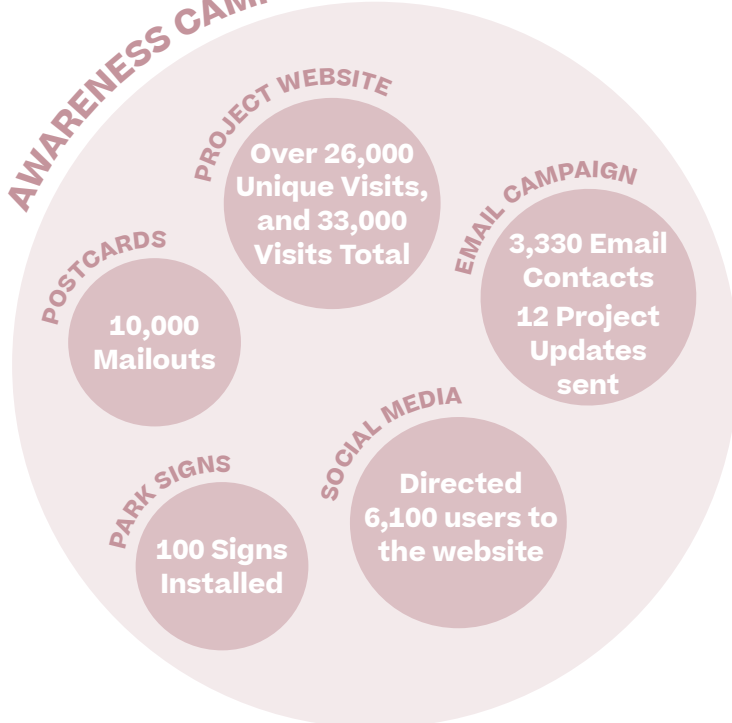 AWARENESS
PROJECT WEBSITE
Over 26,000
Unique Visits,
and 33,000
Visits Total
EMAIL CAMPAIGN
3,330 Email
Contacts
12 Project
Updates
sent
POSTCARDS
10,000
Mailouts
SOCIAL MEDIA
Directed
6,100 users to
the website
PARK SIGNS
100 Signs
Installed